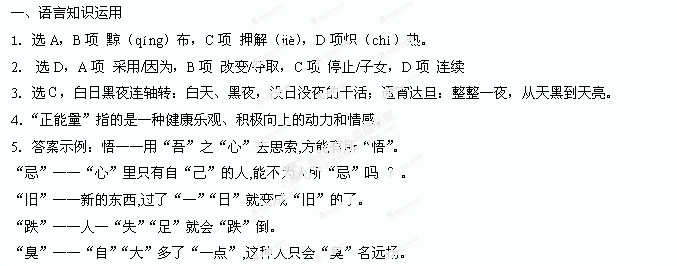 一、语言知识运用
1. 选A，B项 黥（qíng）布，C项 押解（jiè），D项炽（chì）热。
2. 选D，A项 采用/因为，B项 改变/夺取，C项 停止/子女，D项 连续
3. 选C，白日黑夜连轴转：白天、黑夜，没日没夜的干活；通宵达旦：整整一夜，从天黑到天亮。
4.“正能量”指的是一种健康乐观、积极向上的动力和情感。
5. 答案示例：悟——用“吾”之“心”去思索,方能有所“悟”。
“忌”——“心”里只有自“己”的人,能不为人所“忌”吗 ？。
“旧”——新的东西,过了“一”“日”就变成“旧”的了。
“跌”——人一“失”“足”就会“跌”倒。
“臭”——“自”“大”多了“一点”,这种人只会“臭”名远扬。